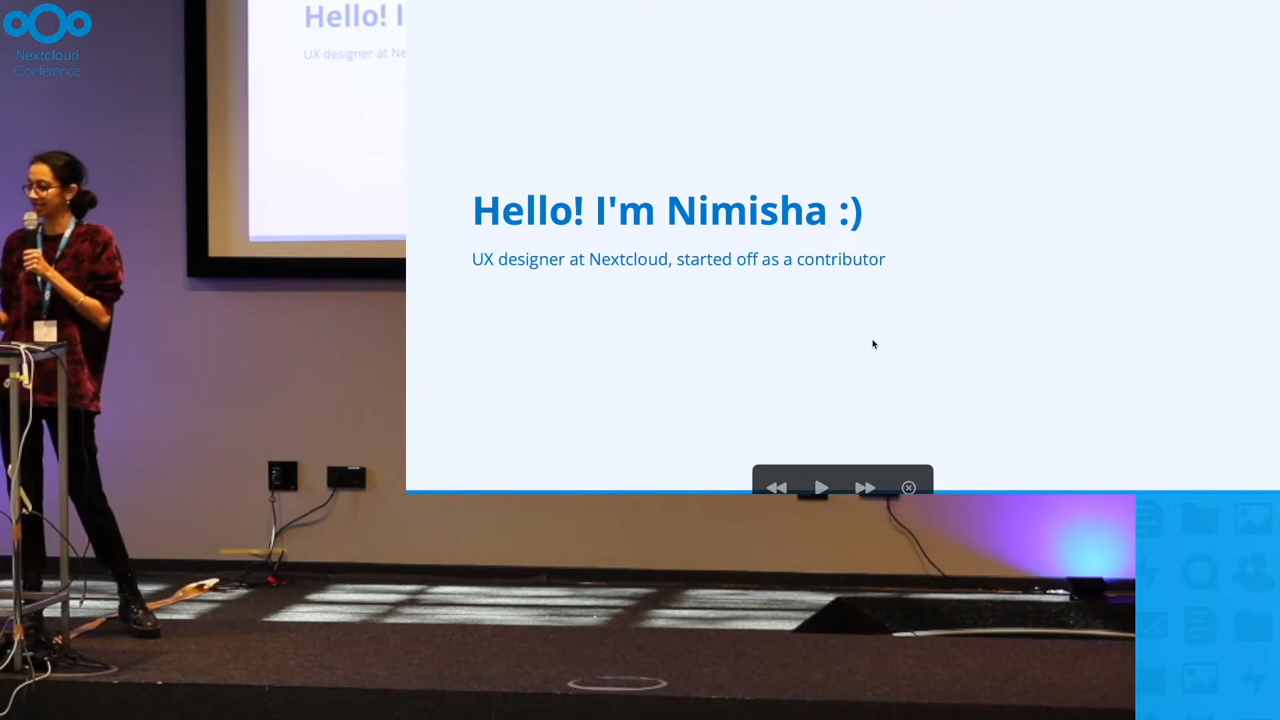 Nextcloud
Conference
Hello! I
UX designer at Ne
Hello! I'm Nimisha :)
UX designer at Nextcloud, started off as a contributor